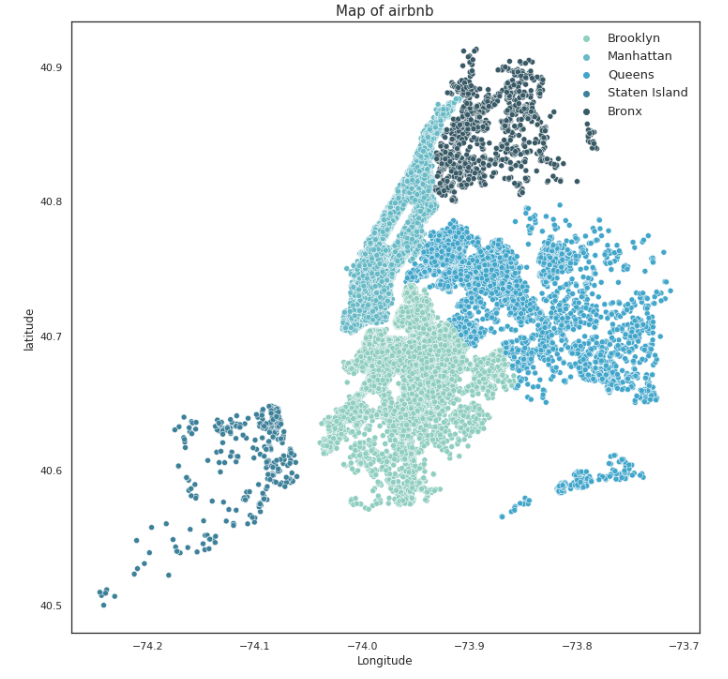 Map of airbnb
Brooklyn
Manhattan
Queens
Staten Island
Bronx
40.9
40.8
40.7
40.6
40.5
latitude
−74.2
−74.1
−74.0
−73.9
−73.8
−73.7
Longitude